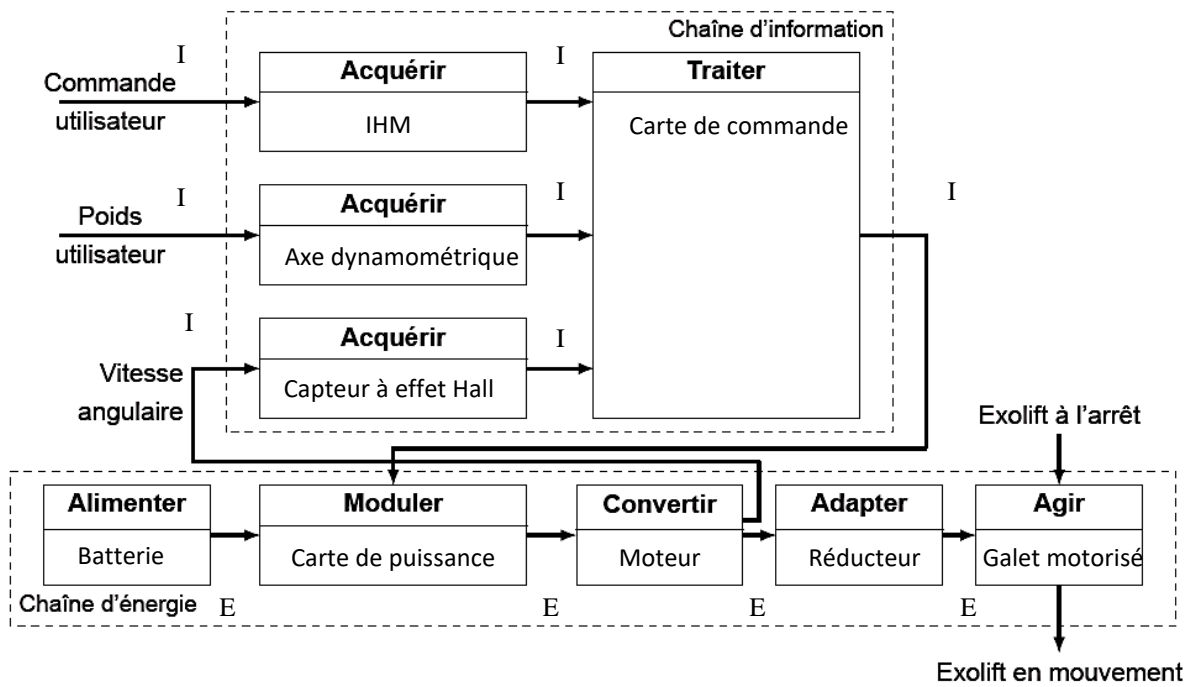 Chaîne d'information
I
I
Acquérir
Traiter
Commande
utilisateur
IHM
Carte de commande
I
I
I
Acquérir
Poids
utilisateur
Axe dynamométrique
I
I
Acquérir
Vitesse
angulaire
Capteur à effet Hall
Exolift à l'arrêt
Alimenter
Moduler
Convertir
Adapter
Agir
Batterie
Carte de puissance
Moteur
Réducteur
Galet motorisé
Chaîne d'énergie
E
E
E
E
Exolift en mouvement